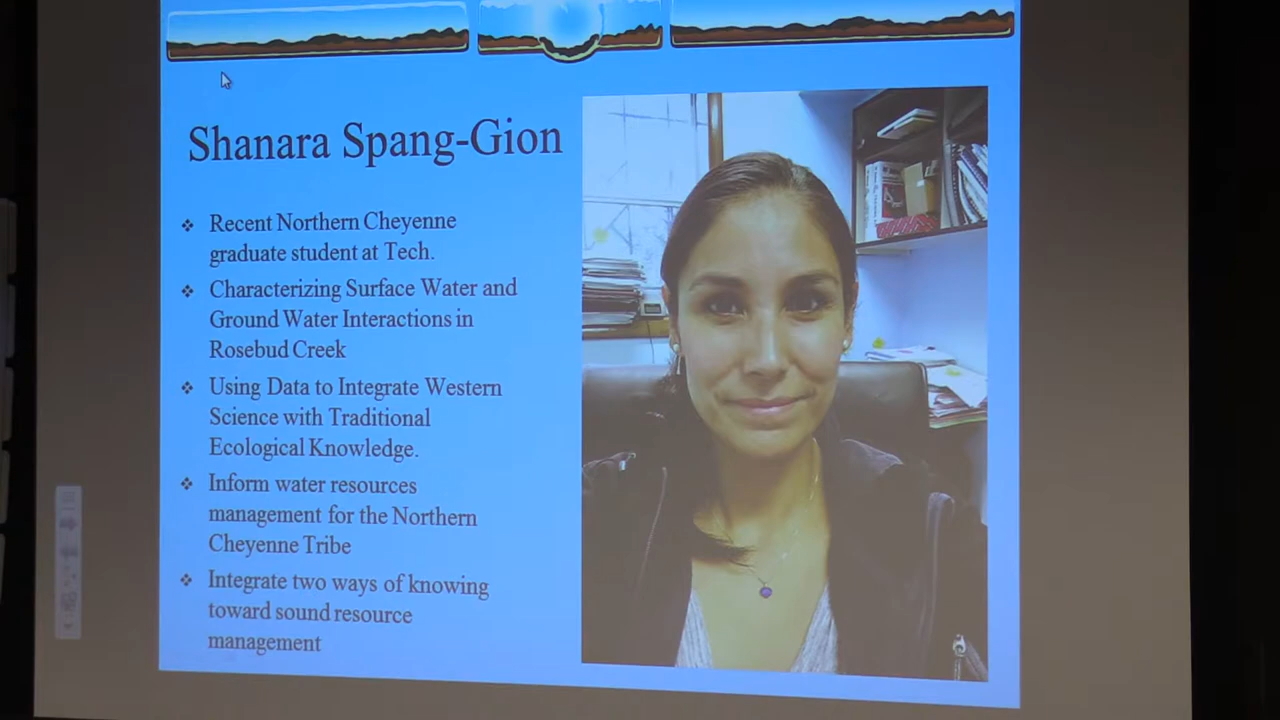 Shanara Spang-Gion
Recent Northern Cheyenne
graduate student at Tech.
Characterizing Surface Water and
Ground Water Interactions in
Rosebud Creek
Using Data to Integrate Western
Science with Traditional
Ecological Knowledge.
Inform water resources
management for the Northern
Cheyenne Tribe
Integrate two ways of knowing
toward sound resource
management